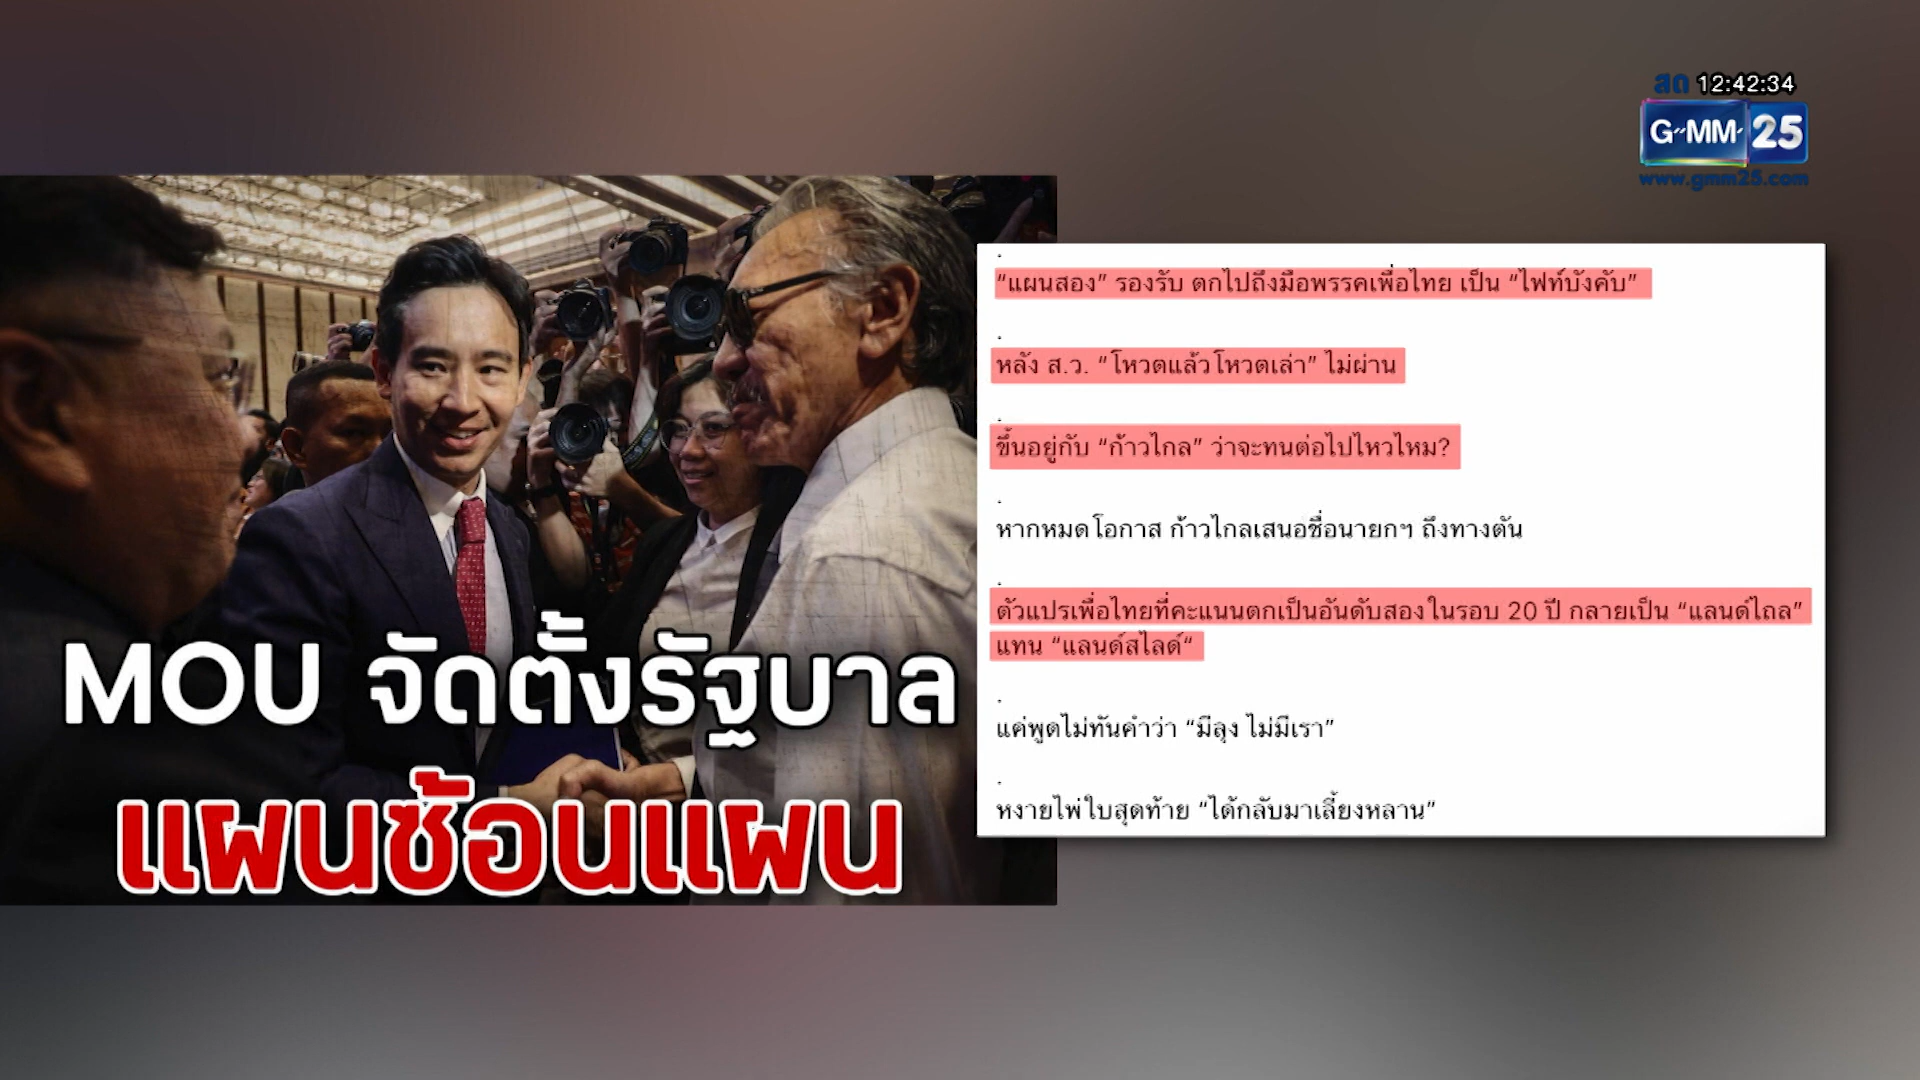 สด 12:42:34
GMM 25
www.gmm25.com
MOU จัดตั้งรัฐบาล
แผนซ้อนแผน
.
“แผนสอง” รองรับ ตกไปถึงมือพรรคเพื่อไทย เป็น “ไฟท์บังคับ”
.
หลัง ส.ว. “โหวตแล้วโหวตเล่า” ไม่ผ่าน
.
ขึ้นอยู่กับ “ก้าวไกล” ว่าจะทนต่อไปไหวไหม?
.
หากหมดโอกาส ก้าวไกลเสนอชื่อนายกฯ ถึงทางตัน
.
ตัวแปรเพื่อไทยที่คะแนนตกเป็นอันดับสองในรอบ 20 ปี กลายเป็น “แลนด์ไถล”
แทน “แลนด์สไลด์“
.
แค่พูดไม่ทันคำว่า “มีลุง ไม่มีเรา”
.
หงายไพ่ใบสุดท้าย “ได้กลับมาเลี้ยงหลาน”